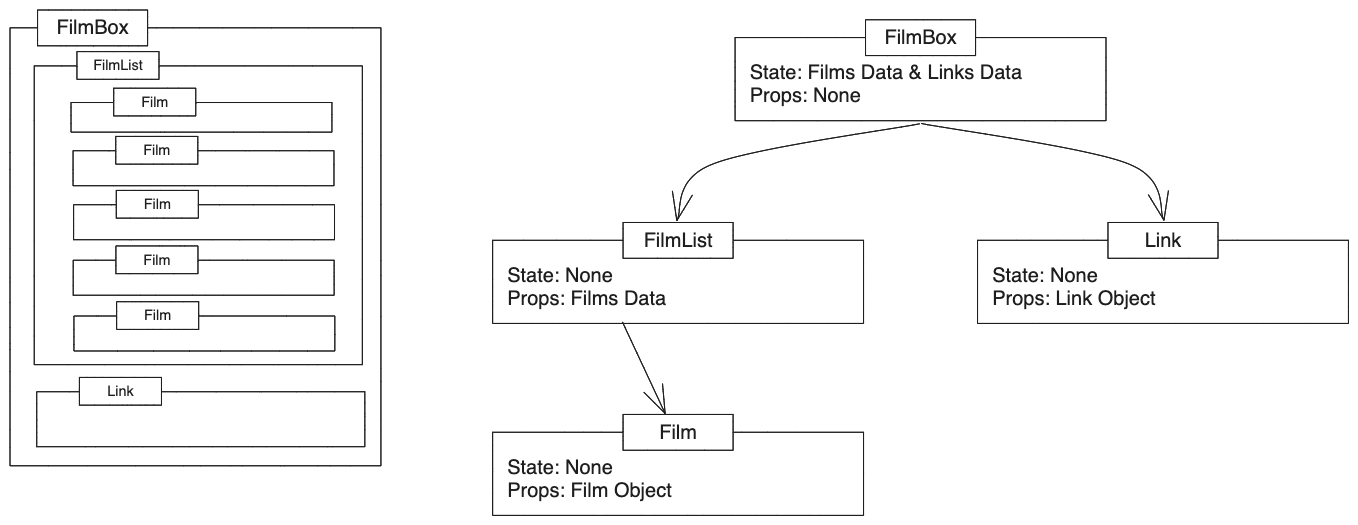 FilmBox
FilmList
Film
Film
Film
Film
Film
Link
FilmBox
State: Films Data & Links Data
Props: None
FilmList
State: None
Props: Films Data
Link
State: None
Props: Link Object
Film
State: None
Props: Film Object